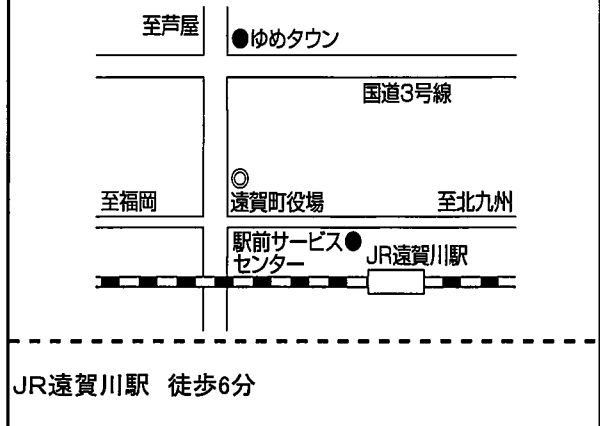 至芦屋
●ゆめタウン
国道3号線
◎
至福岡
遠賀町役場
至北九州
駅前サービス●
センター
JR遠賀川駅
JR遠賀川駅 徒歩6分